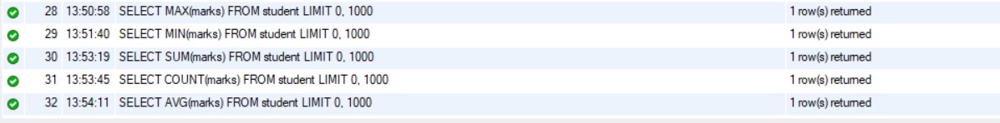 28 13:50:58 SELECT MAX(marks) FROM student LIMIT 0, 1000 1 row(s) returned
29 13:51:40 SELECT MIN(marks) FROM student LIMIT 0, 1000 1 row(s) returned
30 13:53:19 SELECT SUM(marks) FROM student LIMIT 0, 1000 1 row(s) returned
31 13:53:45 SELECT COUNT(marks) FROM student LIMIT 0, 1000 1 row(s) returned
32 13:54:11 SELECT AVG(marks) FROM student LIMIT 0, 1000 1 row(s) returned